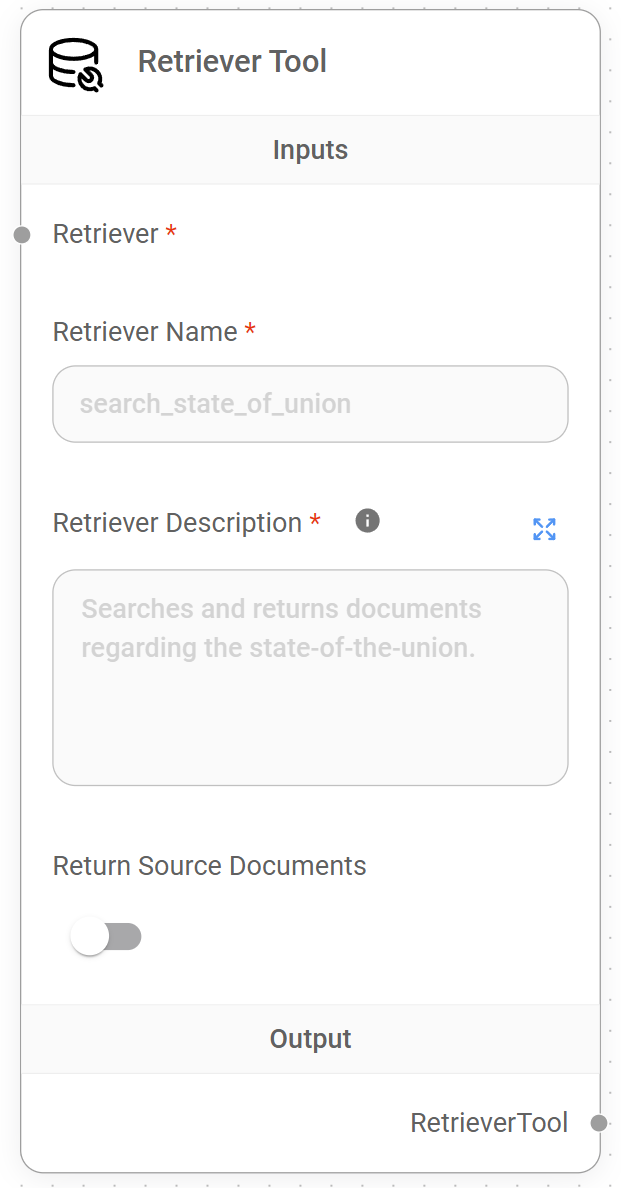 Retriever Tool
Inputs
Retriever *
Retriever Name *
search_state_of_union
Retriever Description *
Searches and returns documents
regarding the state-of-the-union.
Return Source Documents
Output
RetrieverTool